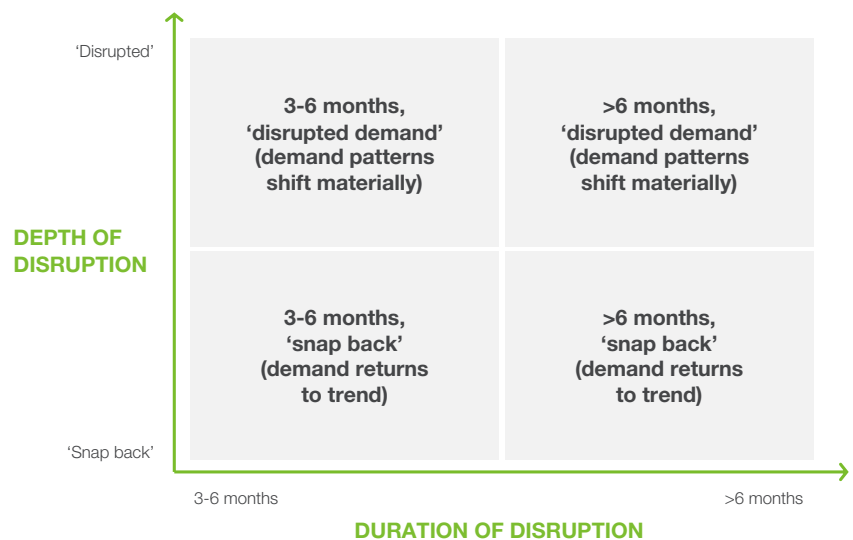 ‘Disrupted’
3-6 months,
‘disrupted demand’
(demand patterns
shift materially)
>6 months,
‘disrupted demand’
(demand patterns
shift materially)
DEPTH OF
DISRUPTION
3-6 months,
‘snap back’
(demand returns
to trend)
>6 months,
‘snap back’
(demand returns
to trend)
‘Snap back’
3-6 months
>6 months
DURATION OF DISRUPTION